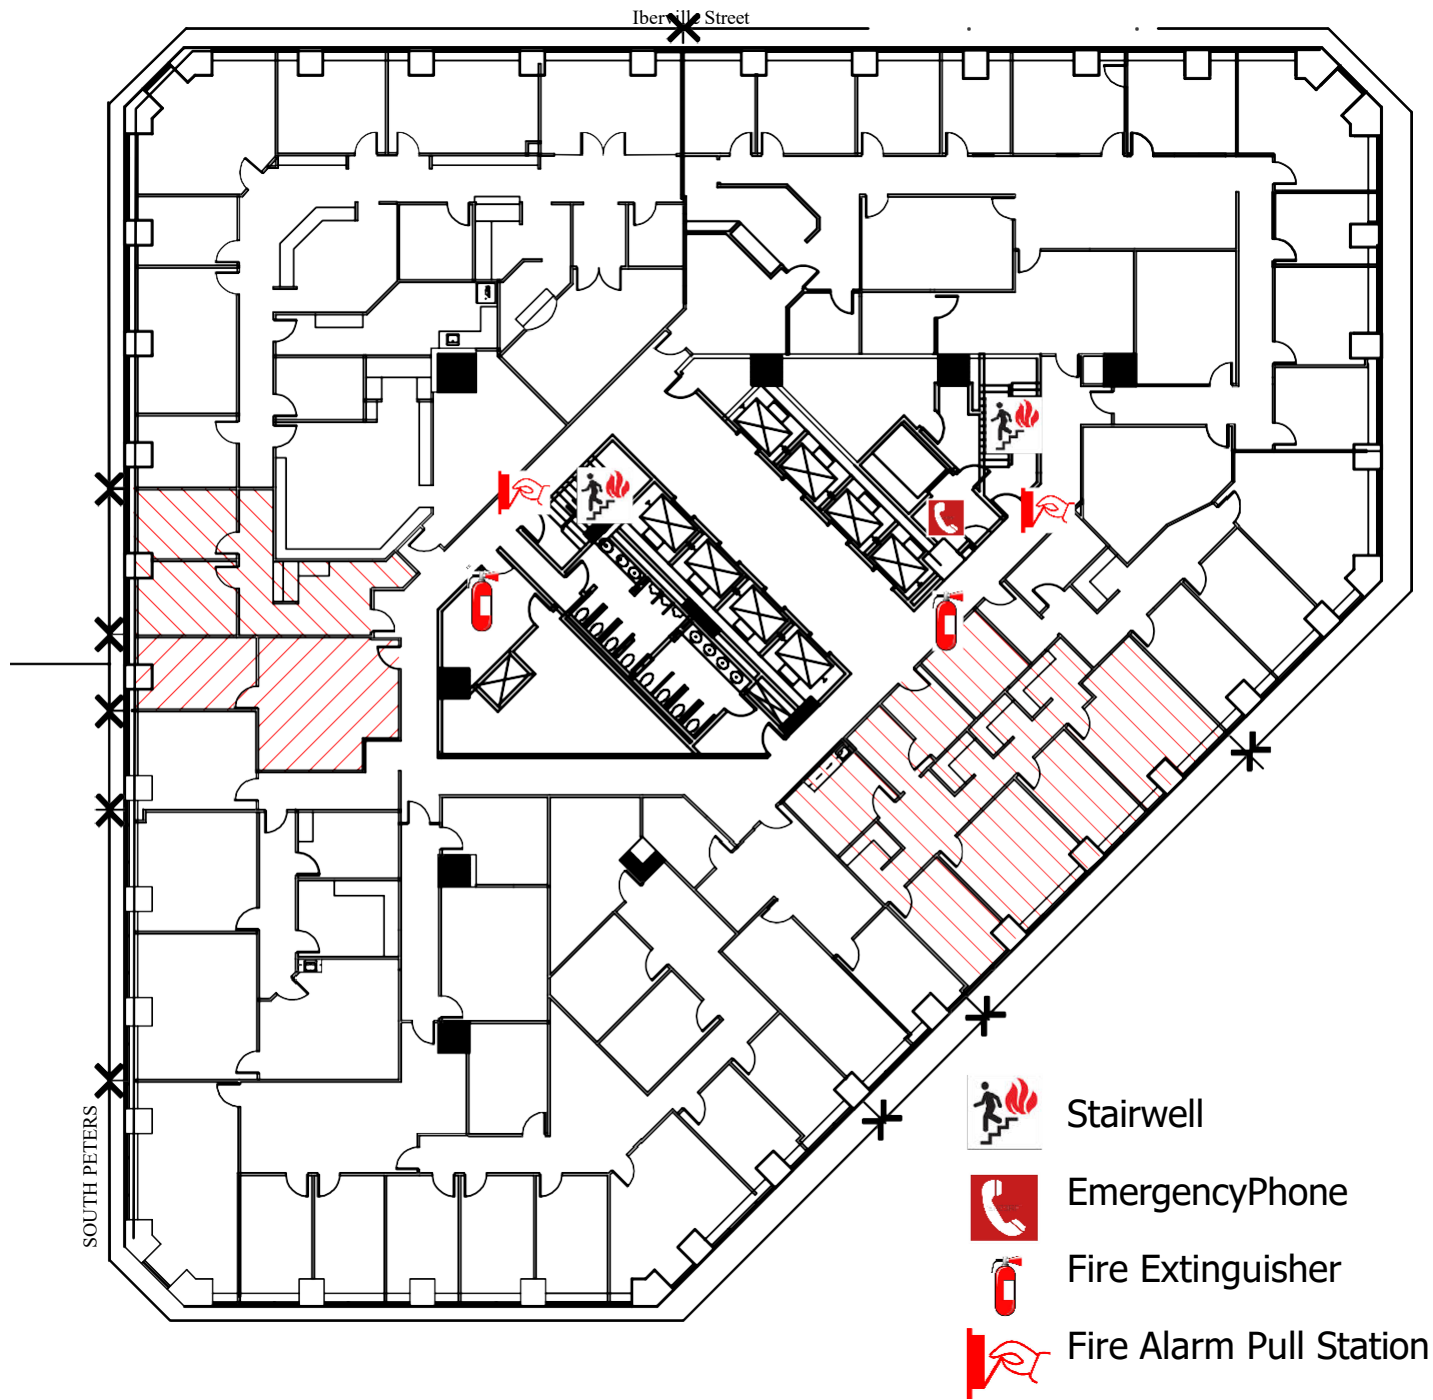 Iberville Street
SOUTH PETERS
Stairwell
EmergencyPhone
Fire Extinguisher
Fire Alarm Pull Station